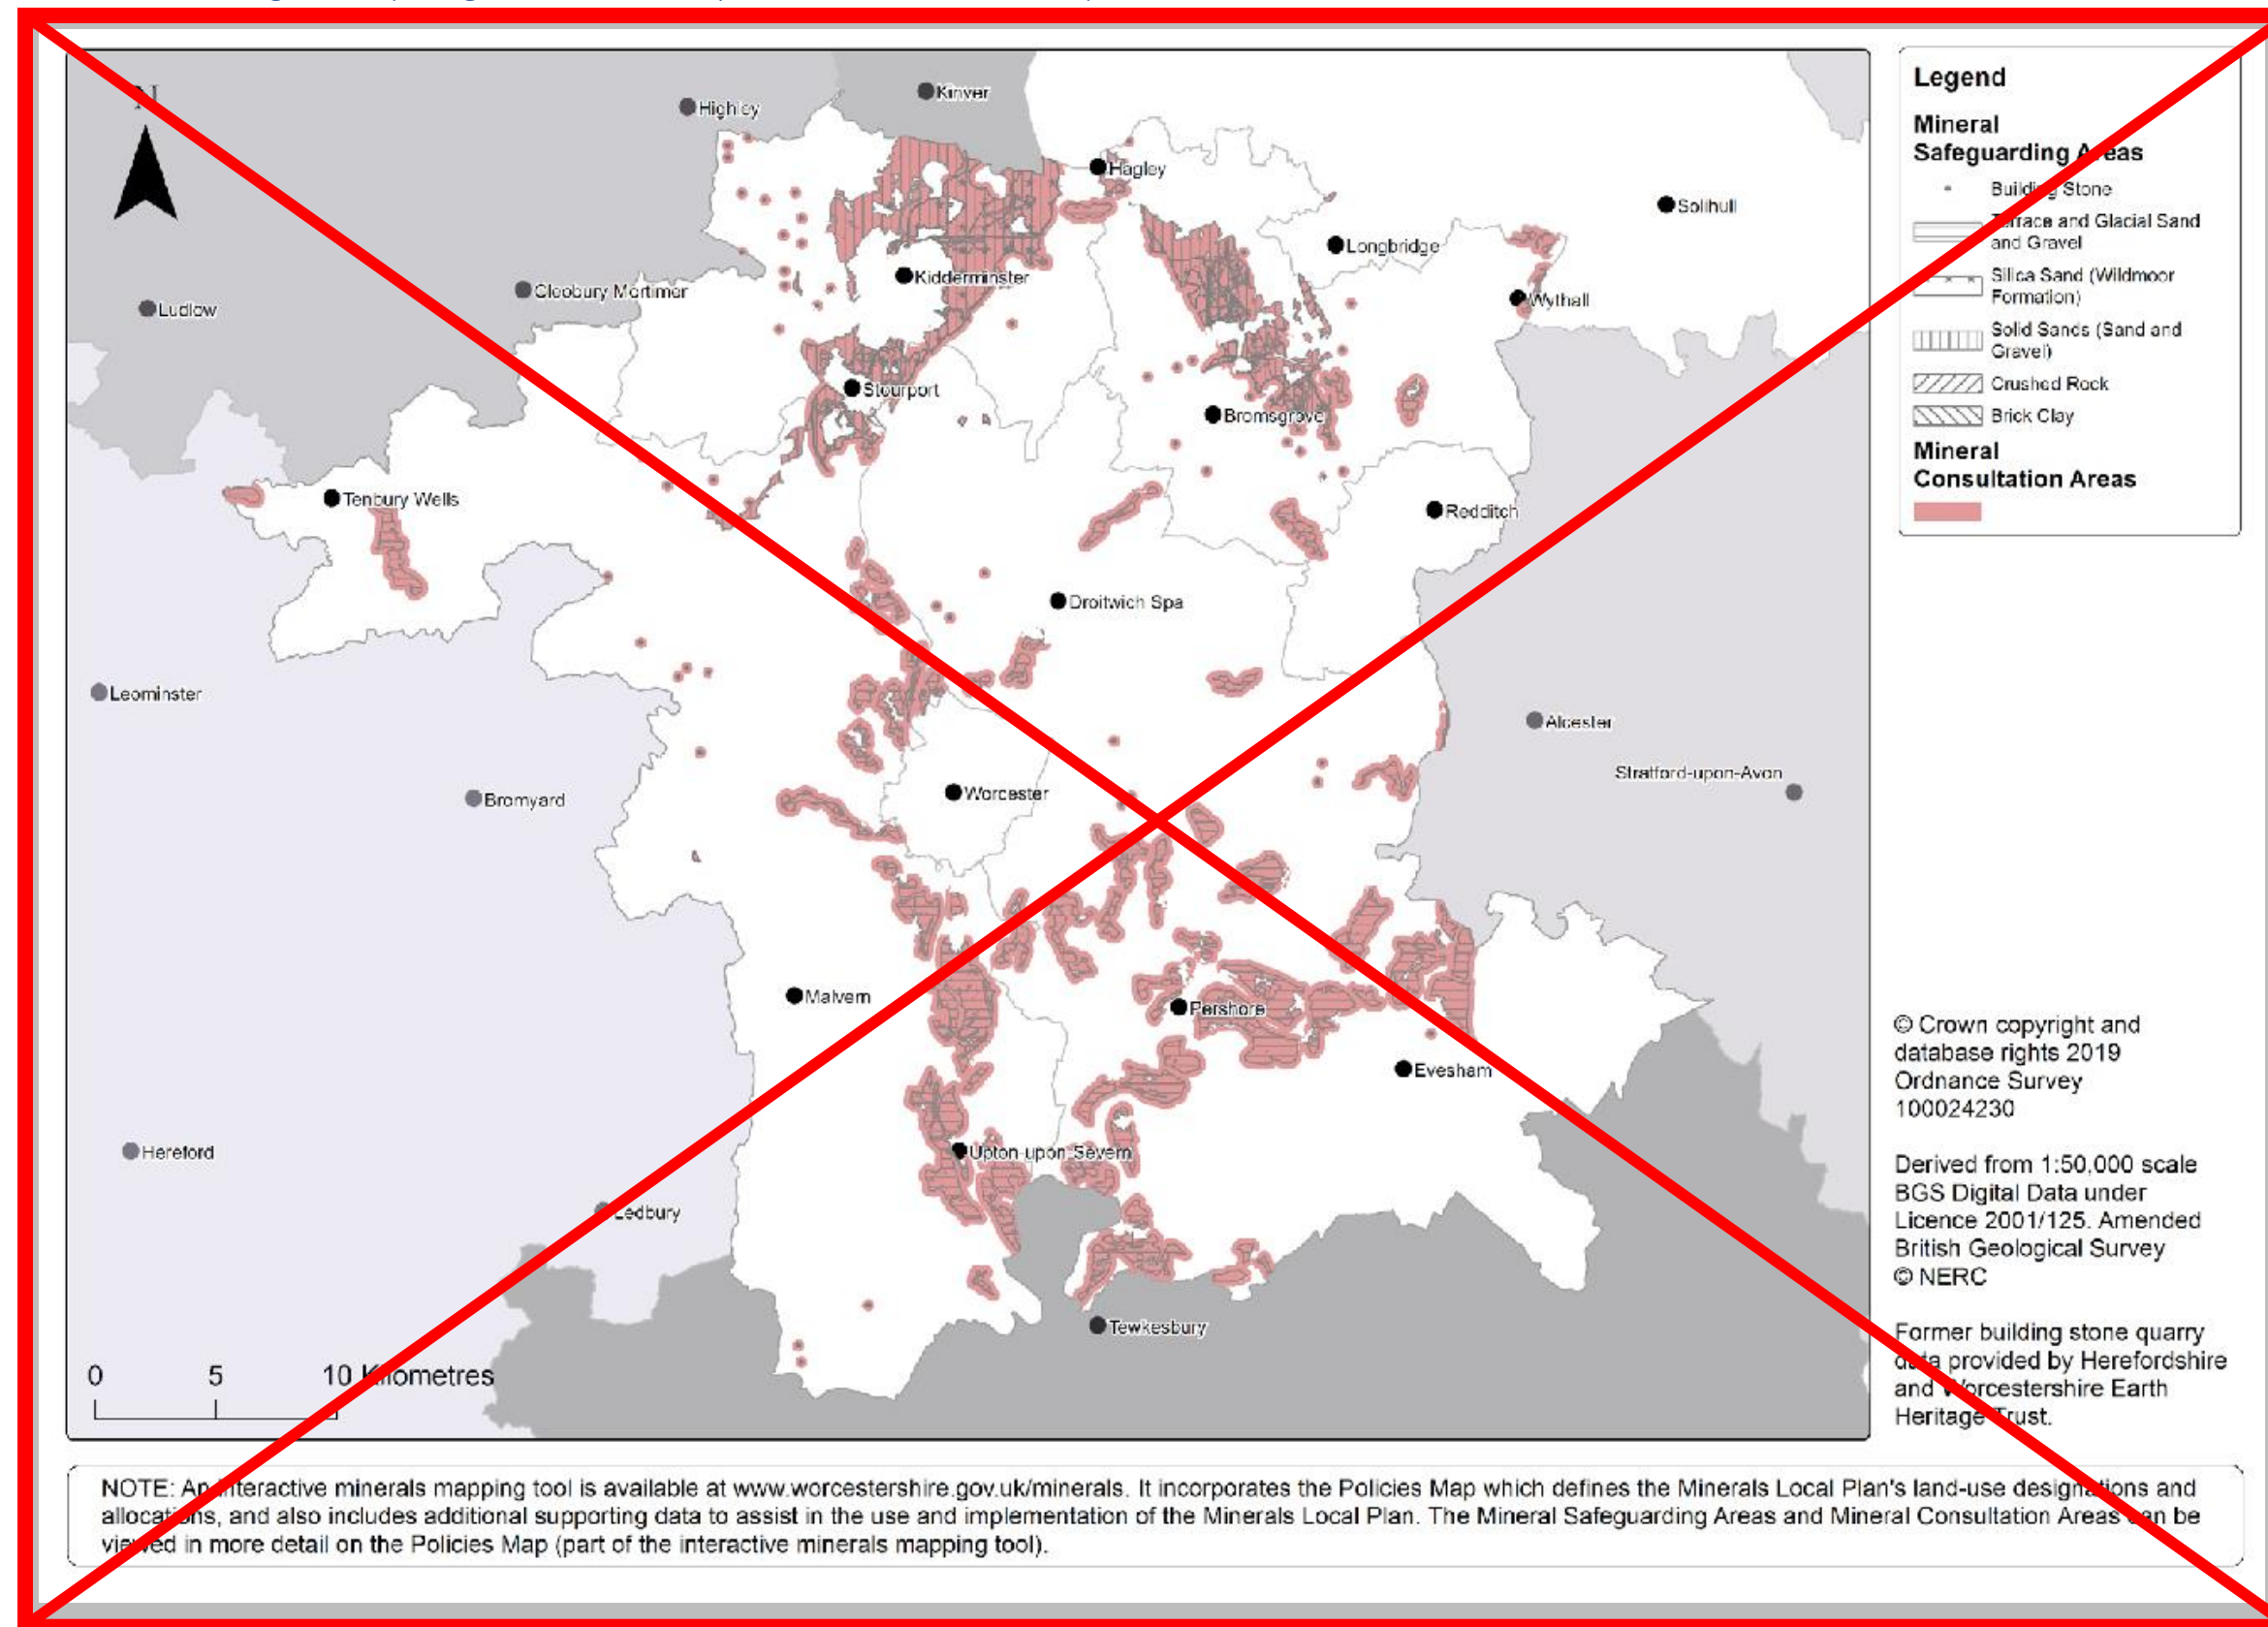 N
Highley
Kinver
Hagley
Solihull
Longbridge
Kidderminster
Cleobury Mortimer
Wythall
Ludlow
Stourport
Bromsgrove
Tenbury Wells
Redditch
Droitwich Spa
Leominster
Alcester
Stratford-upon-Avon
Worcester
Bromyard
Malvern
Pershore
Evesham
Hereford
Upton-upon-Severn
Ledbury
Tewkesbury
0 5 10 Kilometres
Legend
Mineral
Safeguarding Areas
Building Stone
Terrace and Glacial Sand
and Gravel
Silica Sand (Wildmoor
Formation)
Solid Sands (Sand and
Gravel)
Crushed Rock
Brick Clay
Mineral
Consultation Areas
© Crown copyright and
database rights 2019
Ordnance Survey
100024230
Derived from 1:50,000 scale
BGS Digital Data under
Licence 2001/125. Amended
British Geological Survey
© NERC
Former building stone quarry
data provided by Herefordshire
and Worcestershire Earth
Heritage Trust.
NOTE: An interactive minerals mapping tool is available at www.worcestershire.gov.uk/minerals. It incorporates the Policies Map which defines the Minerals Local Plan's land-use designations and
allocations, and also includes additional supporting data to assist in the use and implementation of the Minerals Local Plan. The Mineral Safeguarding Areas and Mineral Consultation Areas can be
viewed in more detail on the Policies Map (part of the interactive minerals mapping tool).